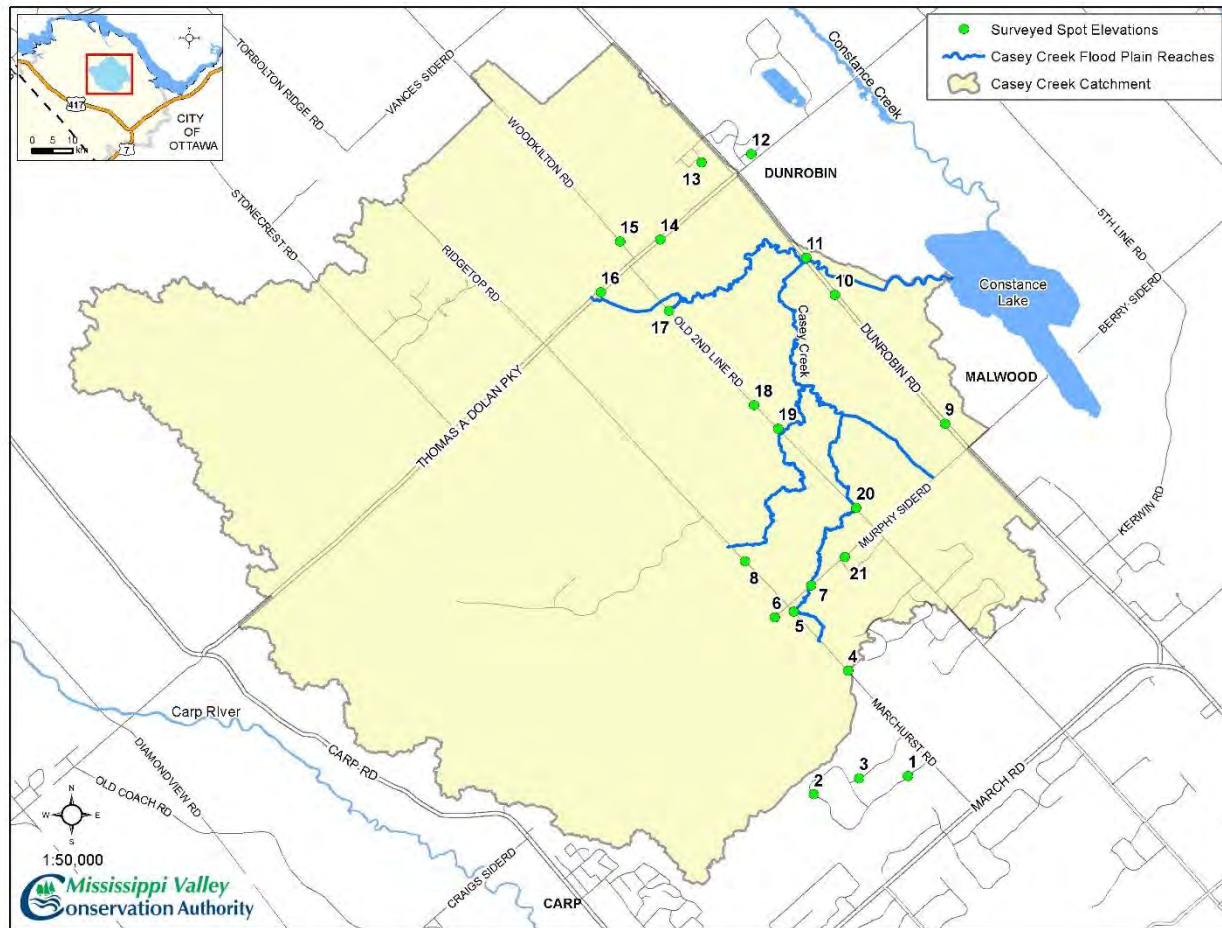 417
7
CITY OF
OTTAWA
0 5 10
km
Surveyed Spot Elevations
Casey Creek Flood Plain Reaches
Casey Creek Catchment
TORBOLTON RIDGE RD
VANCES SIDERD
Constance Creek
WOODKILTON RD
STONECREST RD
RIDGETOP RD
12
13
DUNROBIN
5TH LINE RD
15
14
11
16
10
Constance
Lake
BERRY SIDERD
17
OLD 2ND LINE RD
Casey Creek
DUNROBIN RD
MALWOOD
THOMAS A DOLAN PKY
18
19
9
20
MURPHY SIDERD
KERWIN RD
8
21
7
6
5
4
Carp River
CARP RD
MARCHURST RD
MARCH RD
DIAMONDVIEW RD
OLD COACH RD
3
1
2
N
W E
S
1:50,000
CRAIGS SIDERD
CARP
Mississippi Valley
Conservation Authority